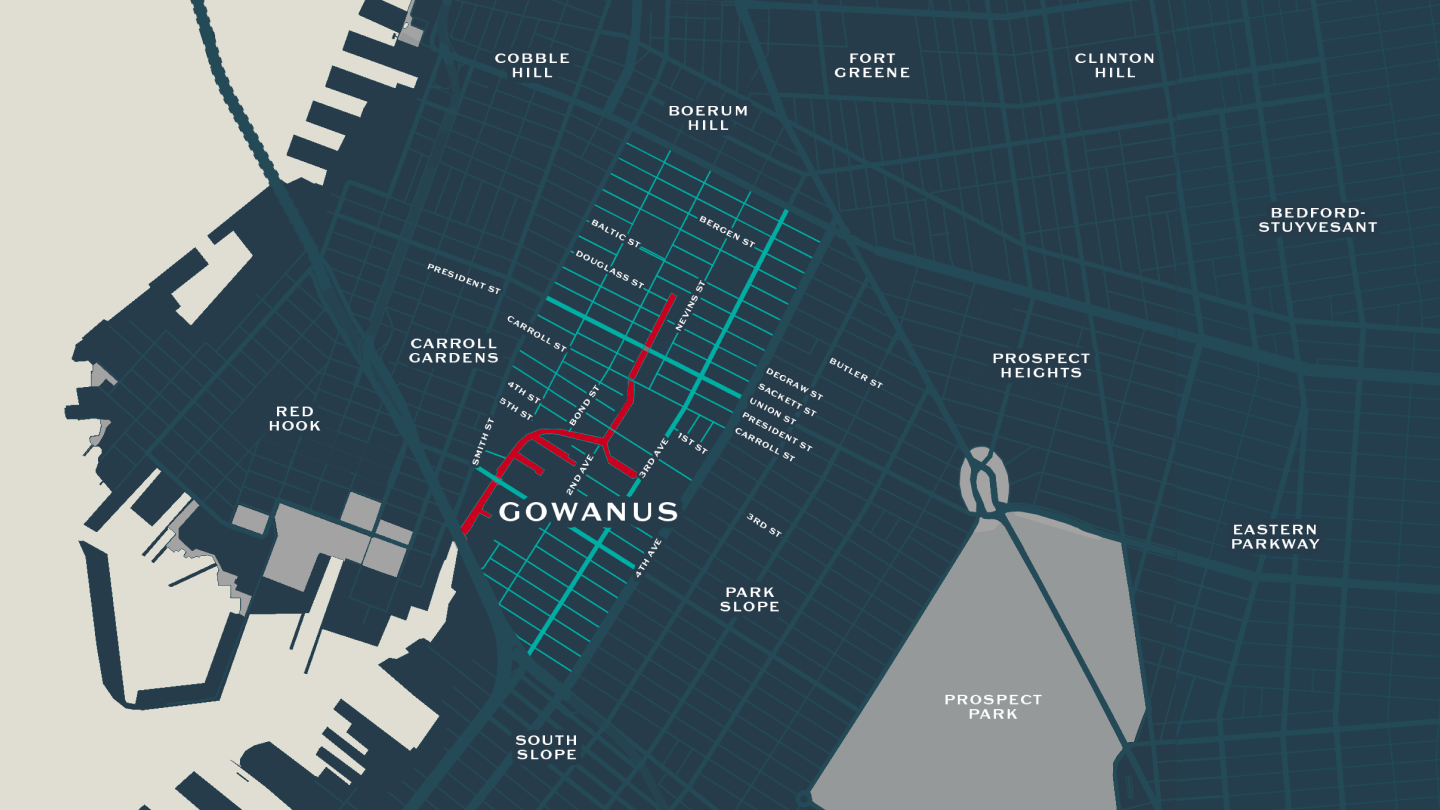 COBBLE
HILL
FORT
GREENE
CLINTON
HILL
BOERUM
HILL
BEDFORD-
STUYVESANT
BALTIC ST
BERGEN ST
DOUGLASS ST
PRESIDENT ST
NEVINS ST
CARROLL ST
CARROLL
GARDENS
PROSPECT
HEIGHTS
BUTLER ST
DEGRAW ST
SACKETT ST
UNION ST
PRESIDENT ST
CARROLL ST
4TH ST
5TH ST
BOND ST
RED
HOOK
SMITH ST
1ST ST
3RD AVE
2ND AVE
GOWANUS
3RD ST
4TH AVE
EASTERN
PARKWAY
PARK
SLOPE
PROSPECT
PARK
SOUTH
SLOPE